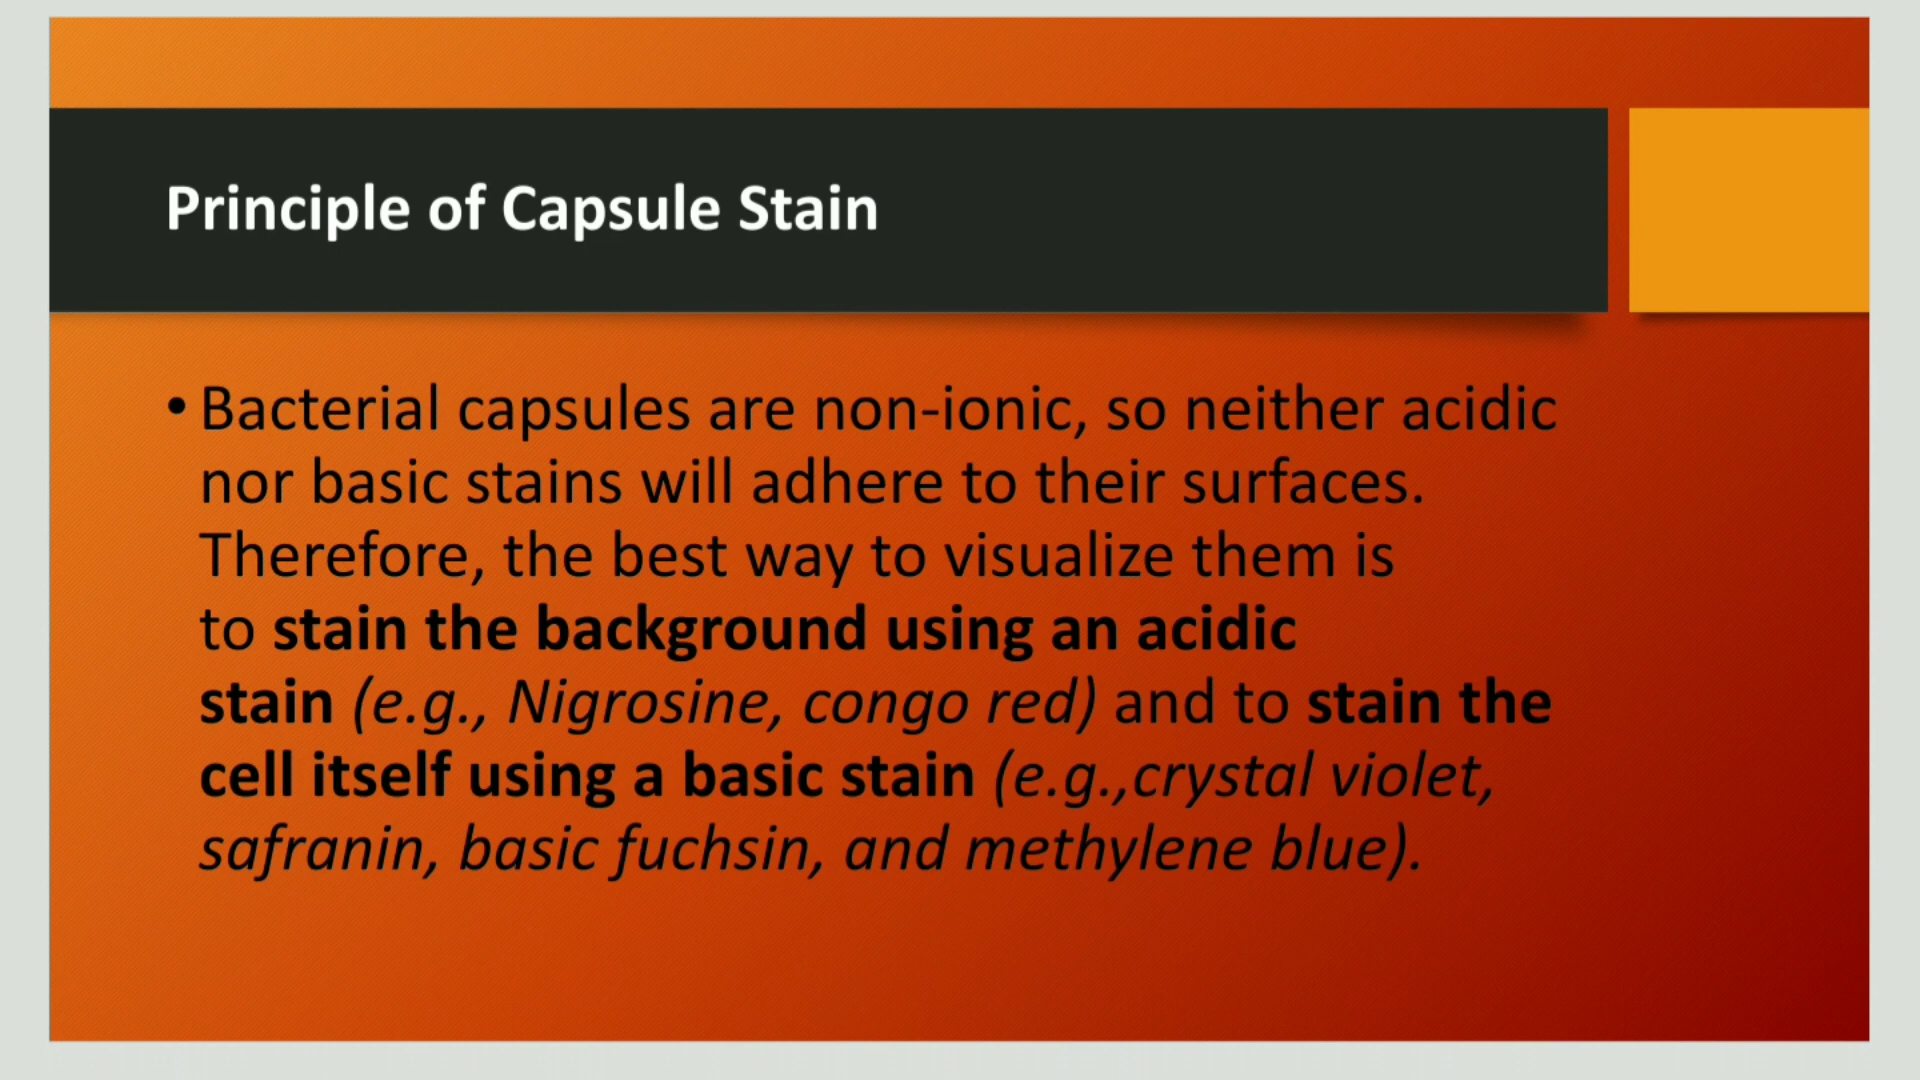 Principle of Capsule Stain
• Bacterial capsules are non-ionic, so neither acidic
nor basic stains will adhere to their surfaces.
Therefore, the best way to visualize them is
to stain the background using an acidic
stain (e.g., Nigrosine, congo red) and to stain the
cell itself using a basic stain (e.g.,crystal violet,
safranin, basic fuchsin, and methylene blue).